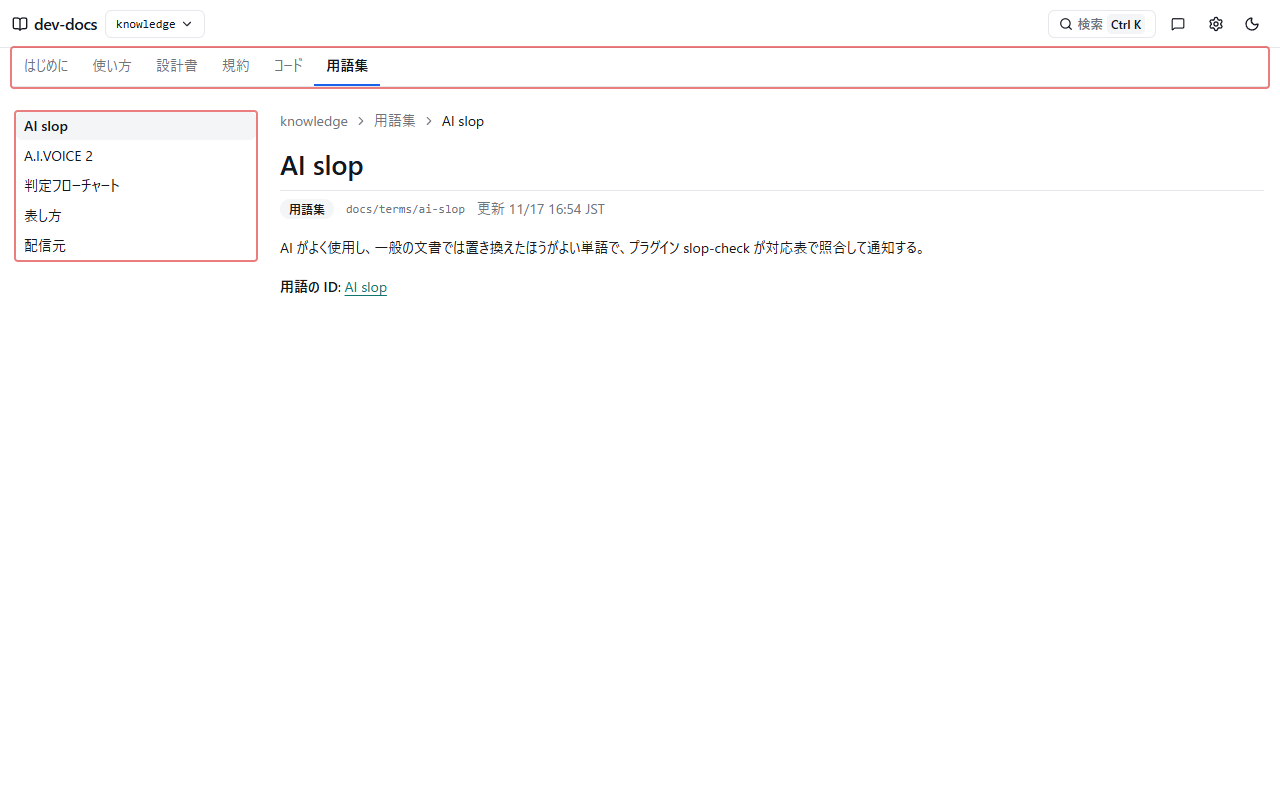 dev-docs knowledge 検索 Ctrl K
はじめに 使い方 設計書 規約 コード 用語集
AI slop
A.I.VOICE 2
判定フローチャート
表し方
配信元
knowledge 用語集 AI slop
AI slop
用語集 docs/terms/ai-slop 更新 11/17 16:54 JST
AI がよく使用し、一般の文書では置き換えたほうがよい単語で、プラグイン slop-check が対応表で照合して通知する。
用語の ID: AI slop